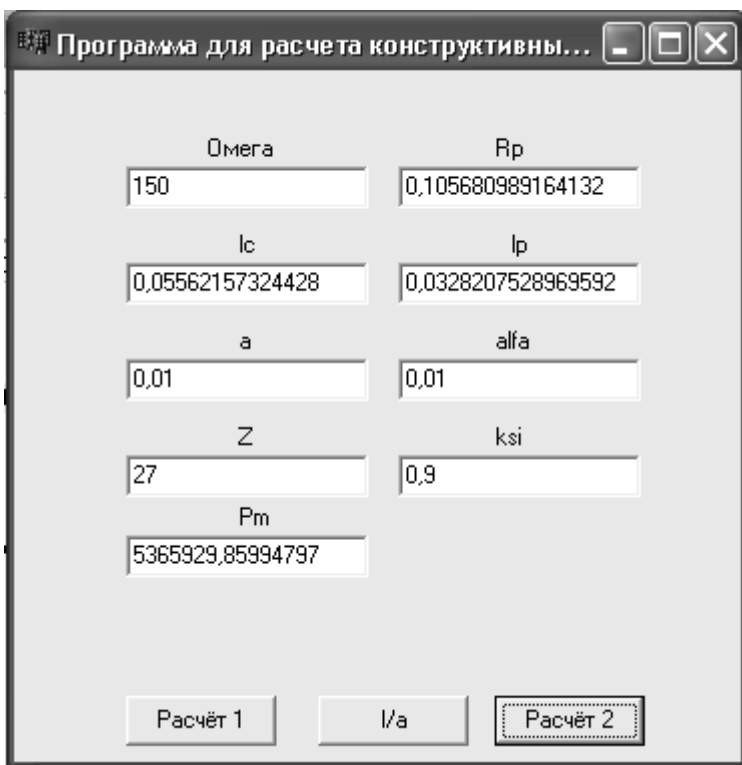 Программа для расчета конструктивны...
Омега Rp
150 0,105680989164132
lc lp
0,05562157324428 0,0328207528969592
a alfa
0,01 0,01
Z ksi
27 0,9
Pm
5365929,85994797
Расчёт 1 l/a Расчёт 2